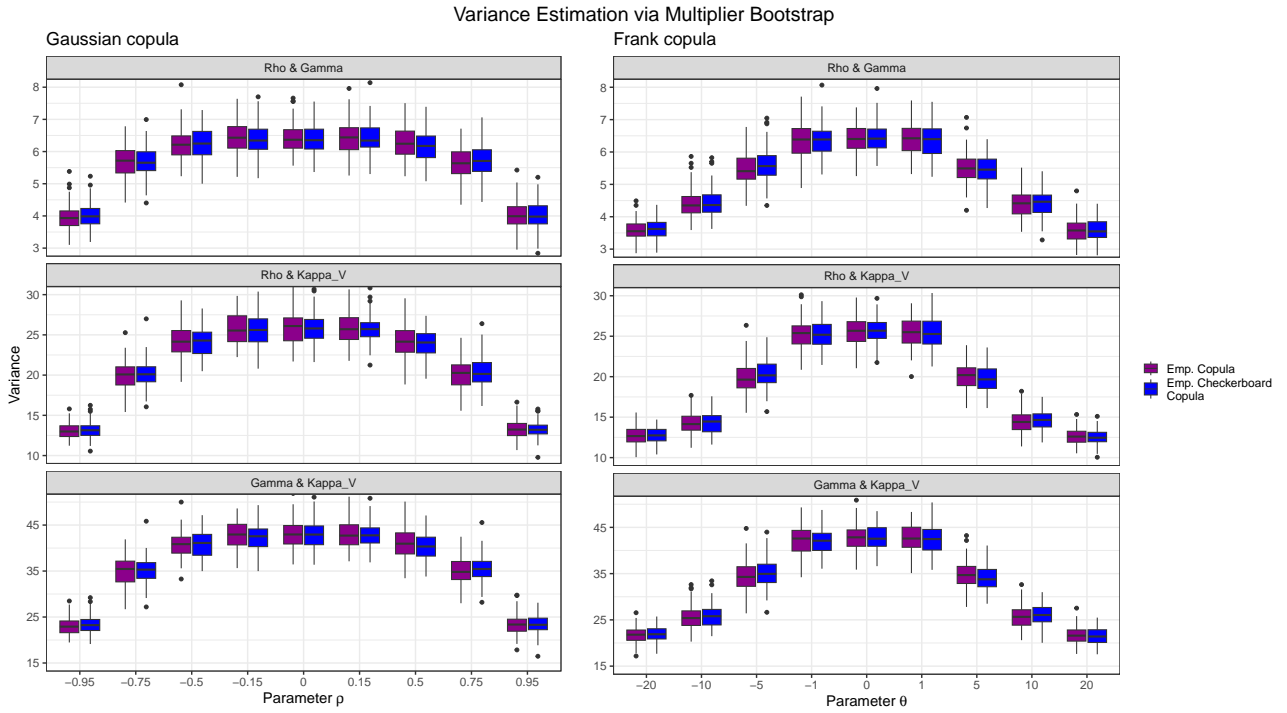 Variance Estimation via Multiplier Bootstrap
Gaussian copula
Frank copula
Variance
Rho & Gamma
8
7
6
5
4
3
Rho & Kappa_V
30
25
20
15
10
Gamma & Kappa_V
45
35
25
15
−0.95 −0.75 −0.5 −0.15 0 0.15 0.5 0.75 0.95
Parameter ρ
Rho & Gamma
8
7
6
5
4
3
Rho & Kappa_V
30
25
20
15
10
Gamma & Kappa_V
45
35
25
15
−20 −10 −5 −1 0 1 5 10 20
Parameter θ
Emp. Copula
Emp. Checkerboard
Copula